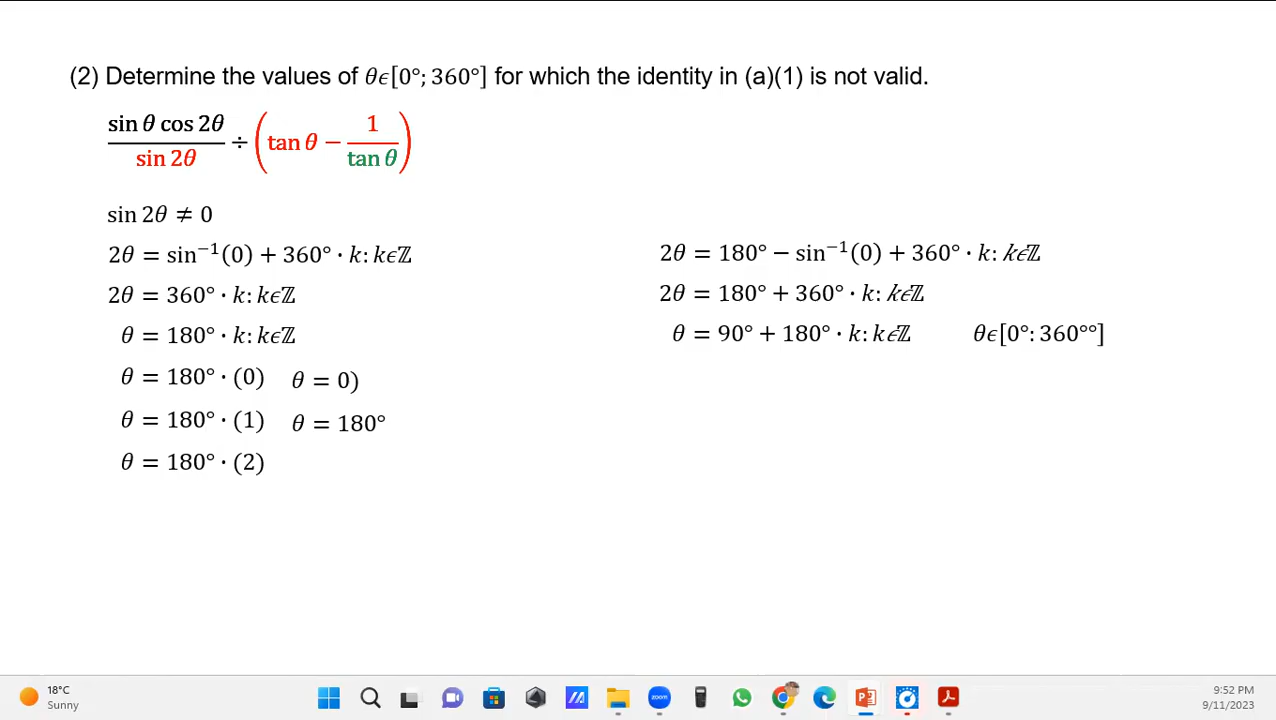 (2) Determine the values of θϵ[0°; 360°] for which the identity in (a)(1) is not valid.
sin θ cos 2θ / sin 2θ ÷ (tan θ − 1 / tan θ)
sin 2θ ≠ 0
2θ = sin⁻¹(0) + 360° · k: kϵℤ
2θ = 180° − sin⁻¹(0) + 360° · k: kϵℤ
2θ = 360° · k: kϵℤ
2θ = 180° + 360° · k: kϵℤ
θ = 180° · k: kϵℤ
θ = 90° + 180° · k: kϵℤ θϵ[0°: 360°°]
θ = 180° · (0) θ = 0)
θ = 180° · (1) θ = 180°
θ = 180° · (2)
18°C
Sunny
zoom
9:52 PM
9/11/2023